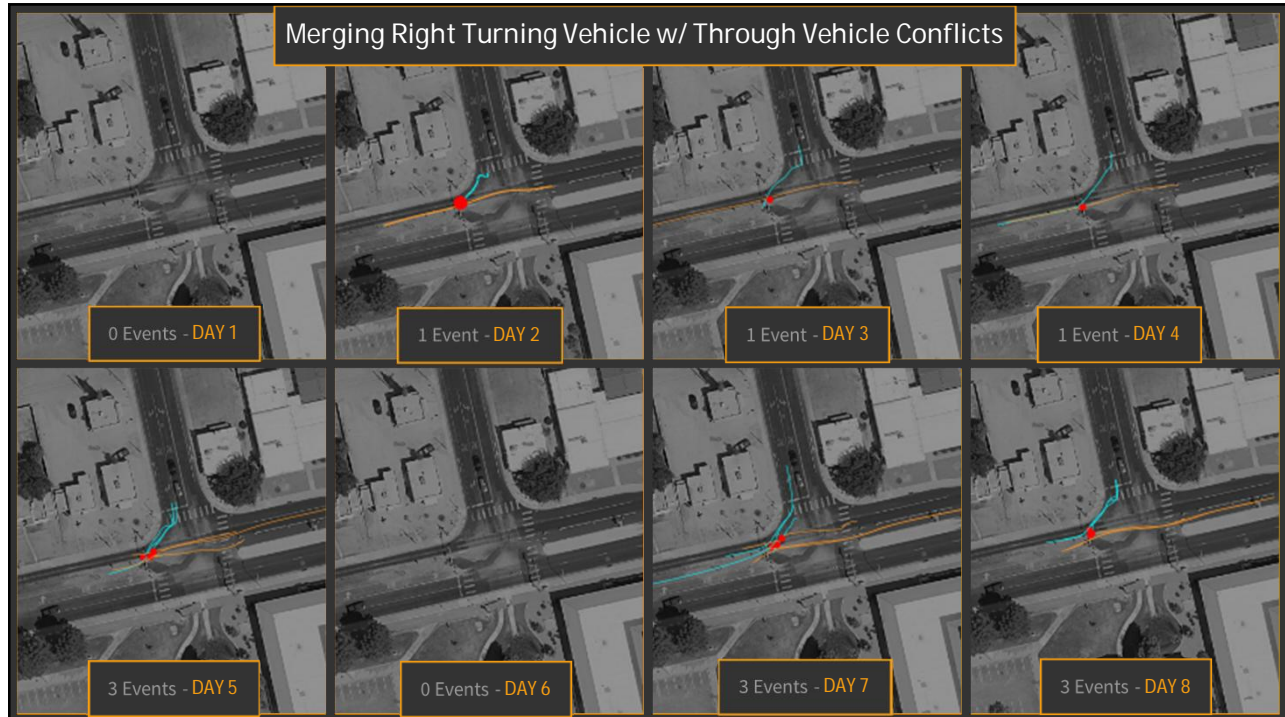 Merging Right Turning Vehicle w/ Through Vehicle Conflicts
0 Events - DAY 1
1 Event - DAY 2
1 Event - DAY 3
1 Event - DAY 4
3 Events - DAY 5
0 Events - DAY 6
3 Events - DAY 7
3 Events - DAY 8